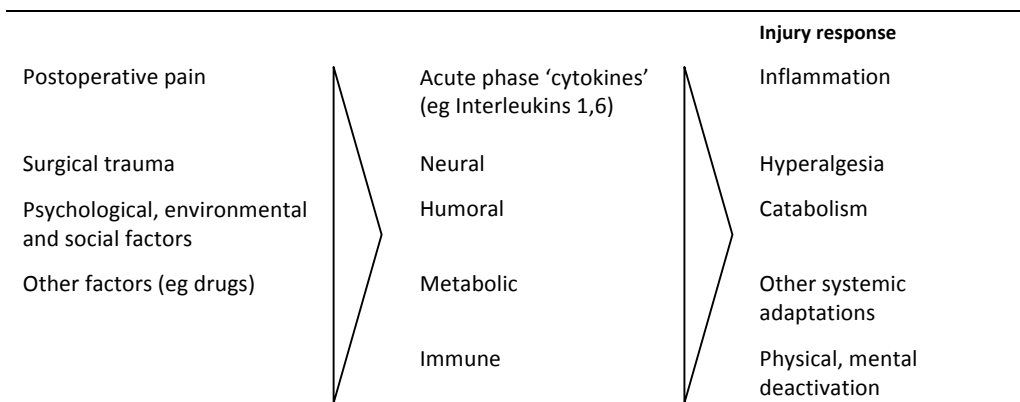 Injury response
Postoperative pain
Acute phase ‘cytokines’
(eg Interleukins 1,6)
Inflammation
Surgical trauma
Neural
Hyperalgesia
Psychological, environmental
and social factors
Humoral
Catabolism
Other factors (eg drugs)
Metabolic
Other systemic
adaptations
Immune
Physical, mental
deactivation